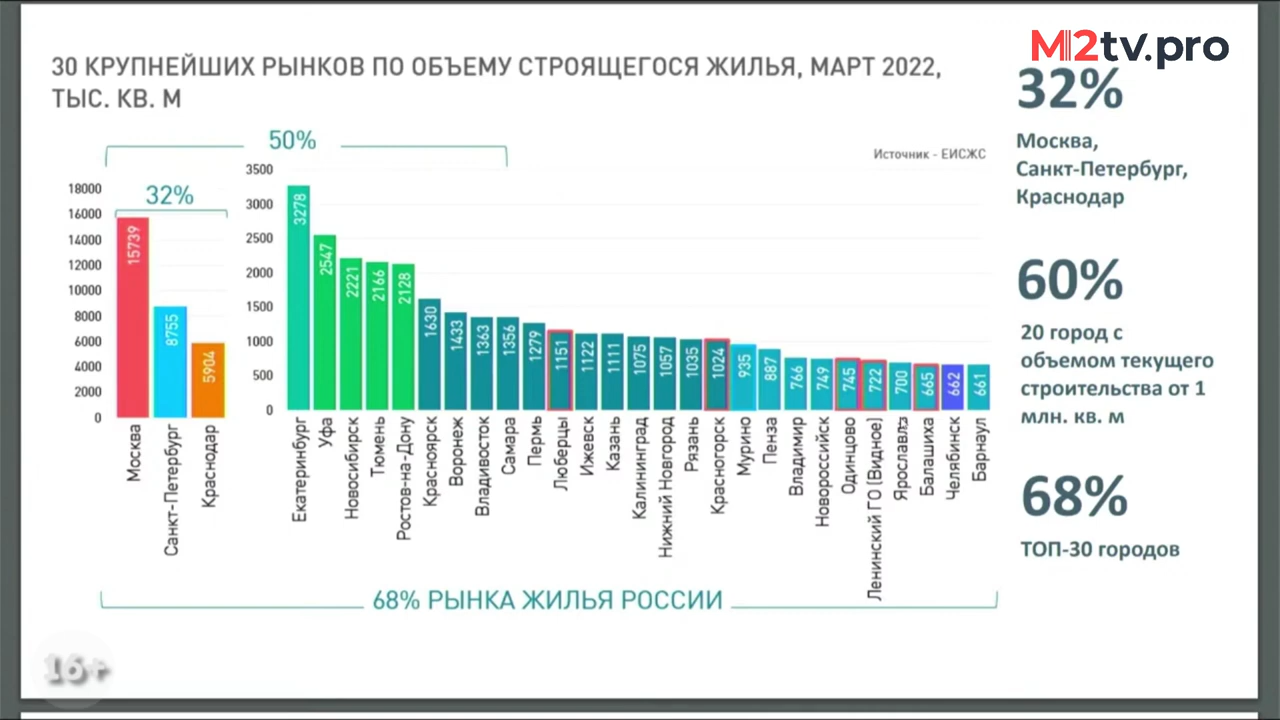 M2tv.pro
30 КРУПНЕЙШИХ РЫНКОВ ПО ОБЪЕМУ СТРОЯЩЕГОСЯ ЖИЛЬЯ, МАРТ 2022,
ТЫС. КВ. М
50%
Источник - ЕИСЖС
32%
18000
16000
14000
12000
10000
8000
6000
4000
2000
0
15739
8755
5904
Москва
Санкт-Петербург
Краснодар
3500
3000
2500
2000
1500
1000
500
0
3278
2547
2221
2166
2128
1630
1433
1363
1356
1279
1151
1122
1111
1075
1057
1035
1024
935
887
766
749
745
722
700
665
662
661
Екатеринбург
Уфа
Новосибирск
Тюмень
Ростов-на-Дону
Красноярск
Воронеж
Владивосток
Самара
Пермь
Люберцы
Ижевск
Казань
Калининград
Нижний Новгород
Рязань
Красногорск
Мурино
Пенза
Владимир
Новороссийск
Одинцово
Ленинский ГО (Видное)
Ярославль
Балашиха
Челябинск
Барнаул
68% РЫНКА ЖИЛЬЯ РОССИИ
32%
Москва,
Санкт-Петербург,
Краснодар
60%
20 город с
объемом текущего
строительства от 1
млн. кв. м
68%
ТОП-30 городов
16+